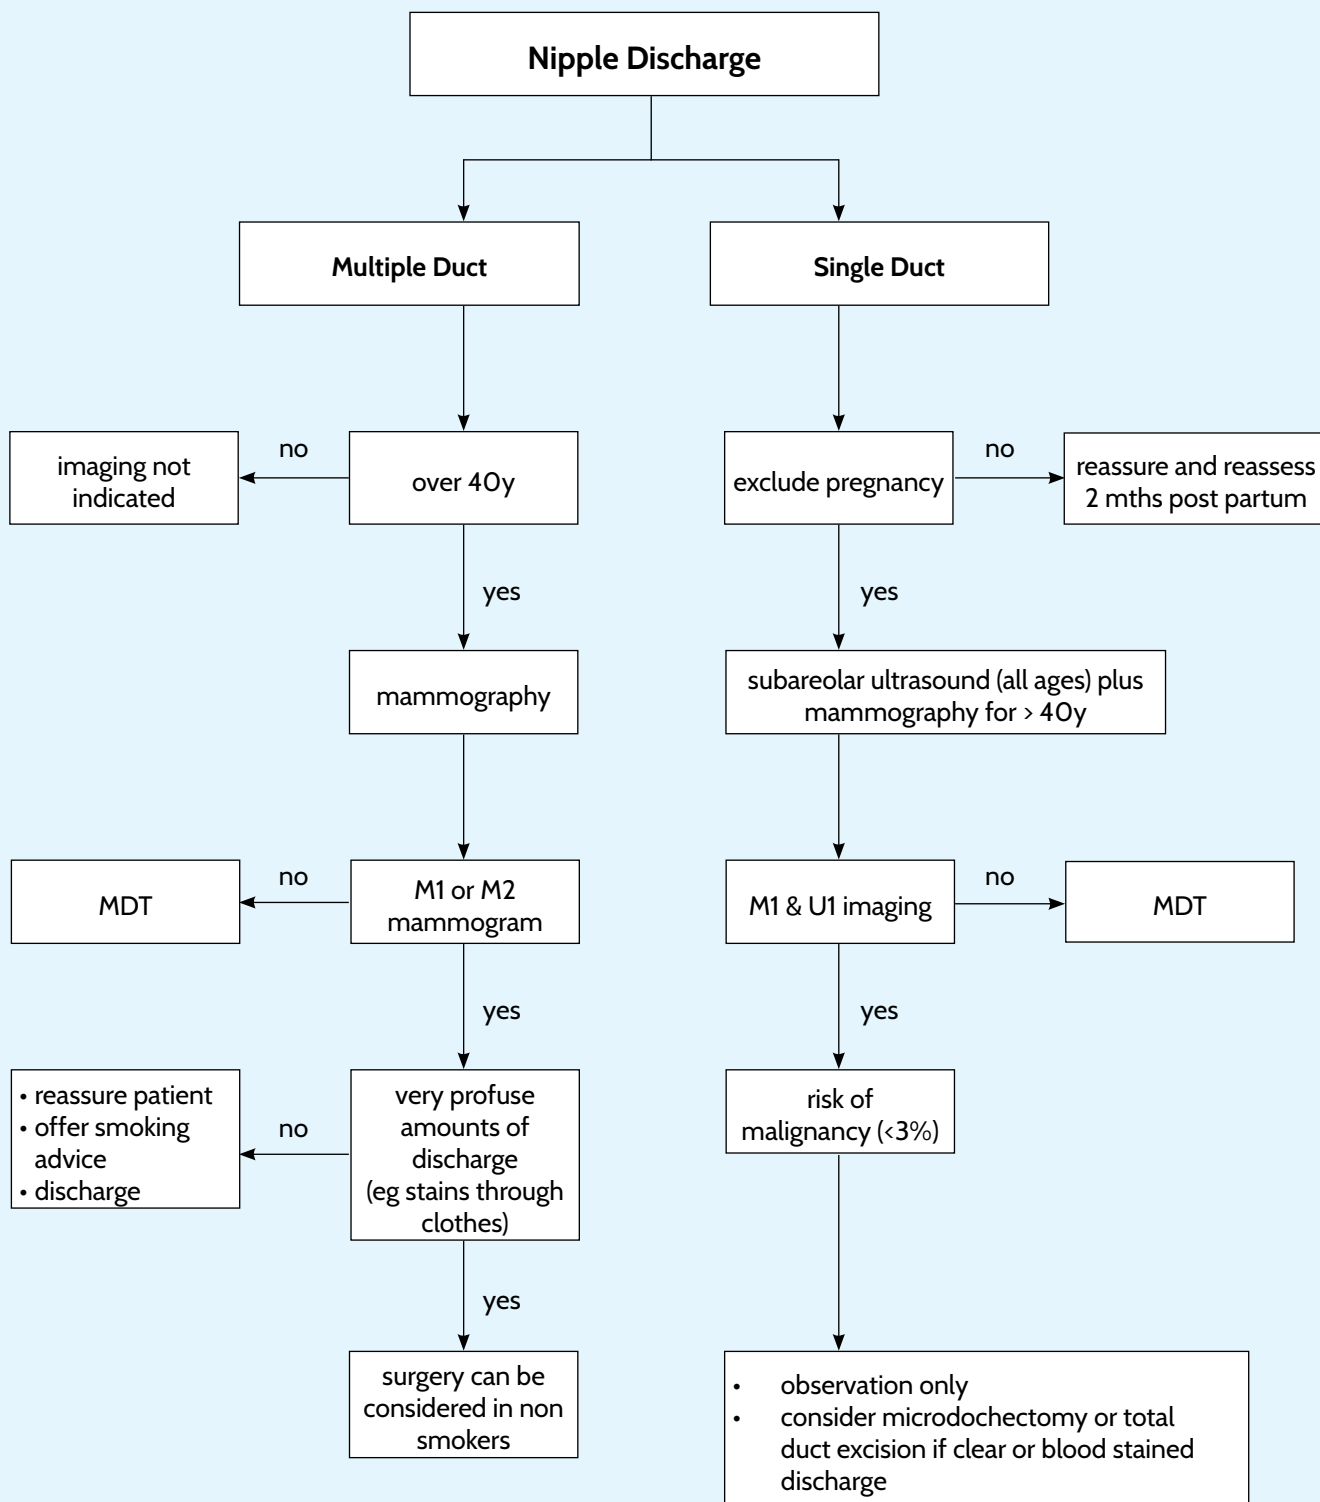 Nipple Discharge
Multiple Duct
Single Duct
imaging not
indicated
no
over 40y
exclude pregnancy
no
reassure and reassess
2 mths post partum
yes
yes
mammography
subareolar ultrasound (all ages) plus
mammography for > 40y
MDT
no
M1 or M2
mammogram
M1 & U1 imaging
no
MDT
yes
yes
• reassure patient
• offer smoking
advice
• discharge
no
very profuse
amounts of
discharge
(eg stains through
clothes)
risk of
malignancy (<3%)
yes
surgery can be
considered in non
smokers
• observation only
• consider microdochectomy or total
duct excision if clear or blood stained
discharge